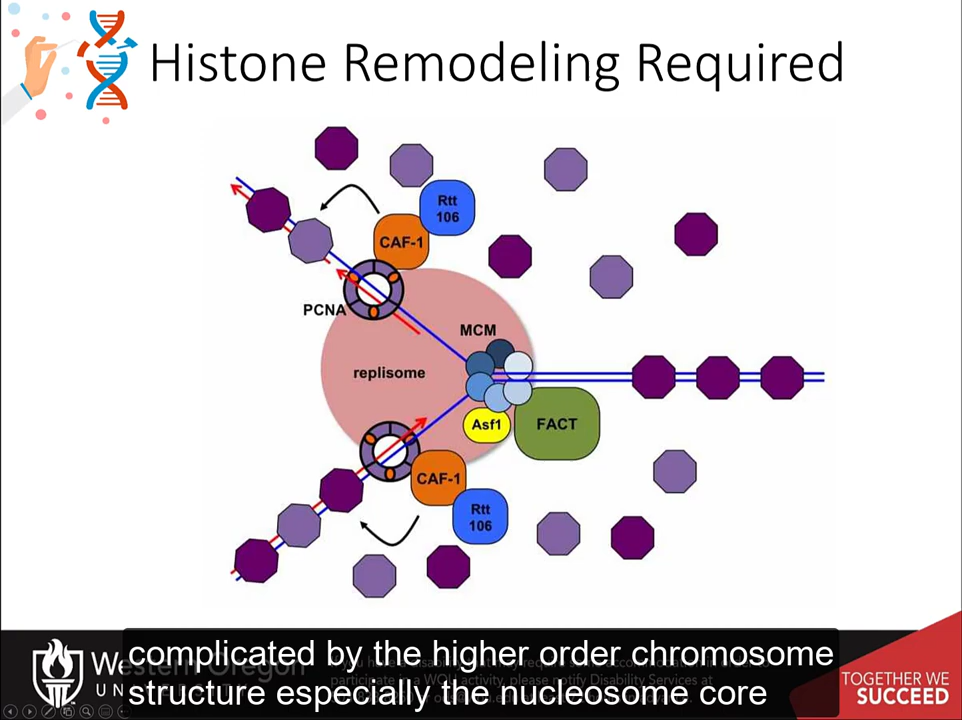 Histone Remodeling Required
Rtt
106
CAF-1
PCNA
MCM
replisome
Asf1
FACT
CAF-1
Rtt
106
complicated by the higher order chromosome
structure especially the nucleosome core
TOGETHER WE
SUCCEED